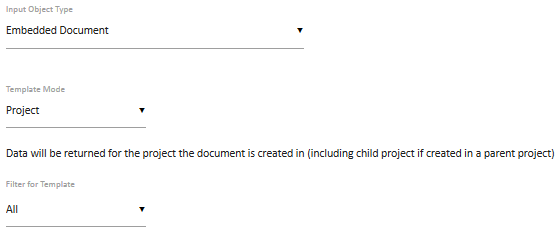 Input Object Type
Embedded Document
Template Mode
Project
Data will be returned for the project the document is created in (including child project if created in a parent project)
Filter for Template
All